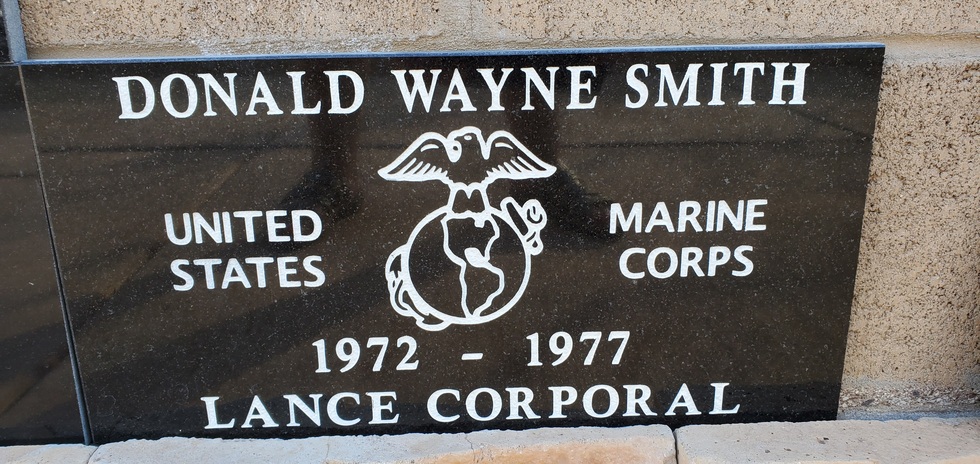 DONALD WAYNE SMITH
UNITED STATES
MARINE CORPS
1972 - 1977
LANCE CORPORAL